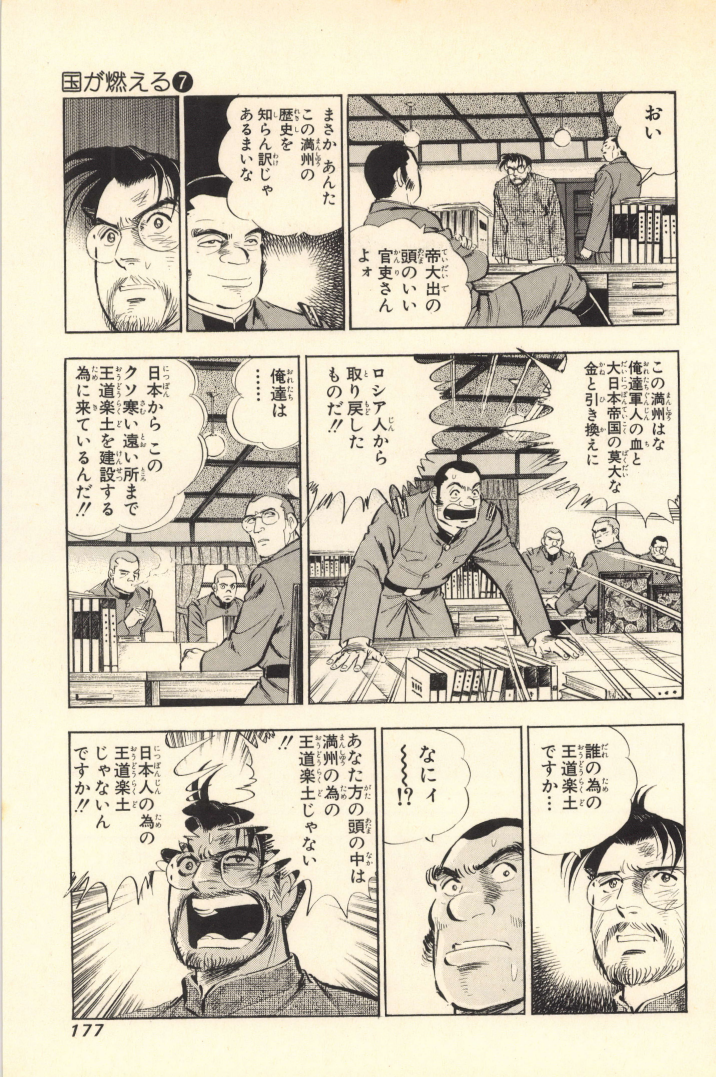 国が燃える❼
おい
帝大出の
頭のいい
官吏さん
よォ
まさか あんた
この満州の
歴史を
知らん訳じゃ
あるまいな
この満州はな
俺達軍人の血と
大日本帝国の莫大な
金と引き換えに
ロシア人から
取り戻した
ものだ!!
俺達は
……
日本から この
クソ寒い遠い所まで
王道楽土を建設する
為に来ているんだ!!
誰の為の
王道楽土
ですか…
なにィ
〜〜〜!?
あなた方の頭の中は
満州の為の
王道楽土じゃない
!!
日本人の為の
王道楽土
じゃないん
ですか!!
177